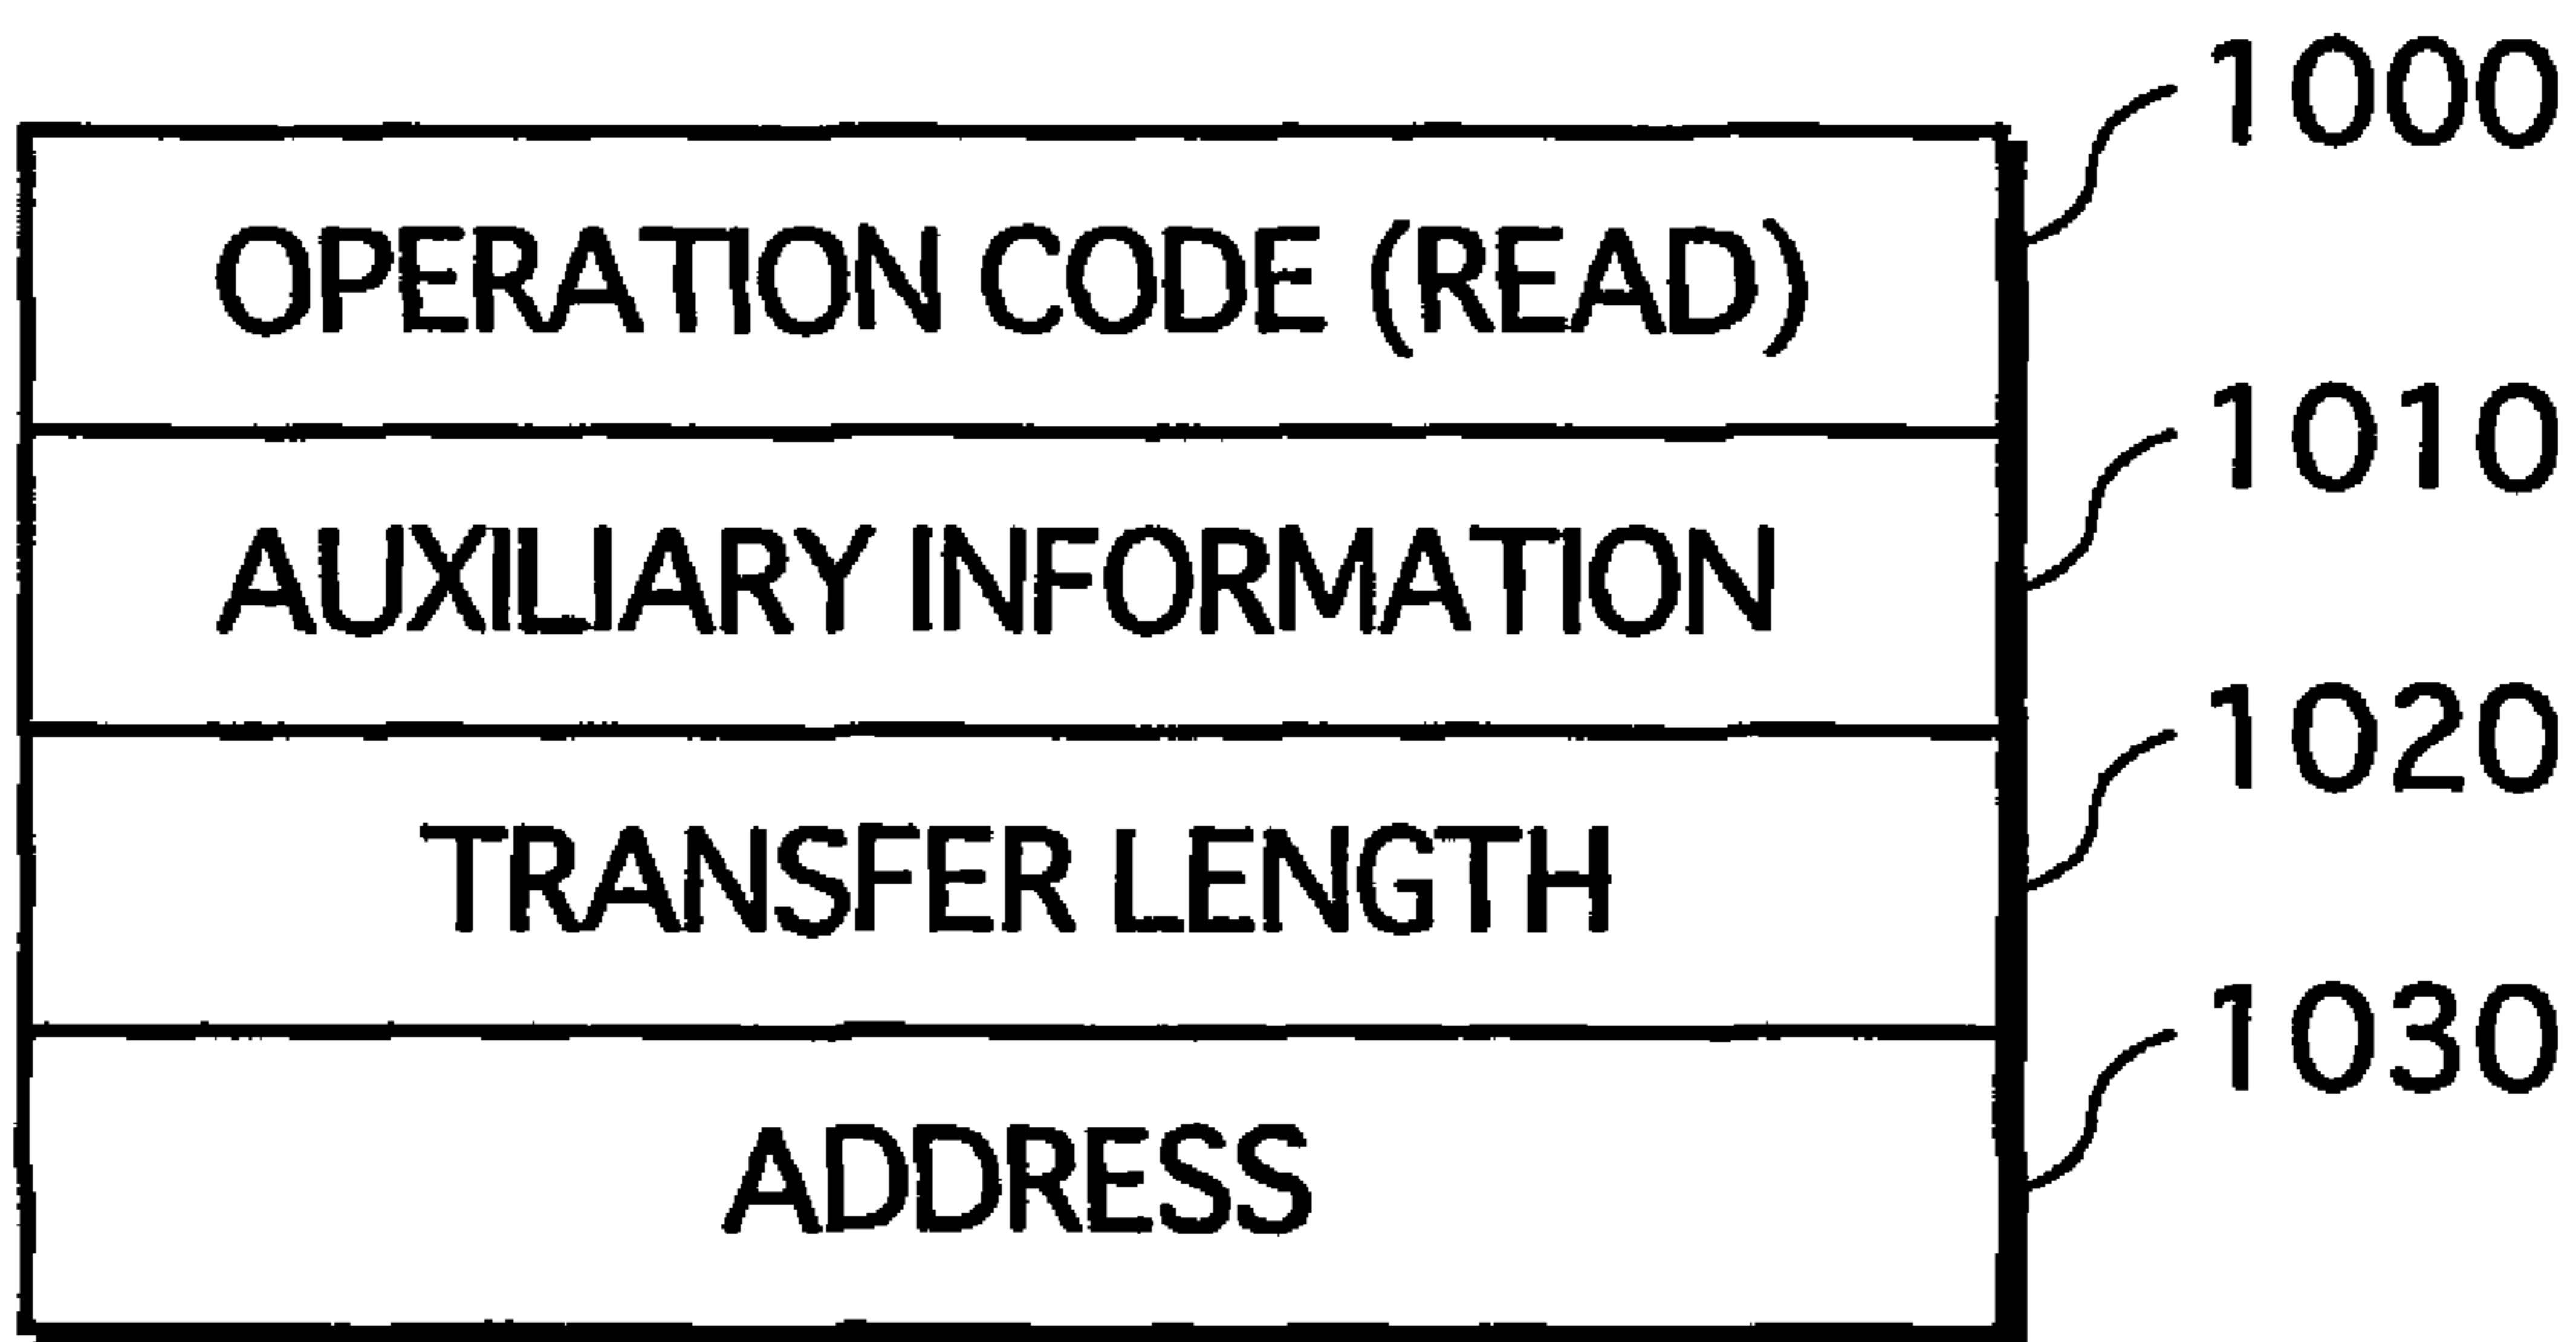 1000
OPERATION CODE (READ)
1010
AUXILIARY INFORMATION
1020
TRANSFER LENGTH
1030
ADDRESS